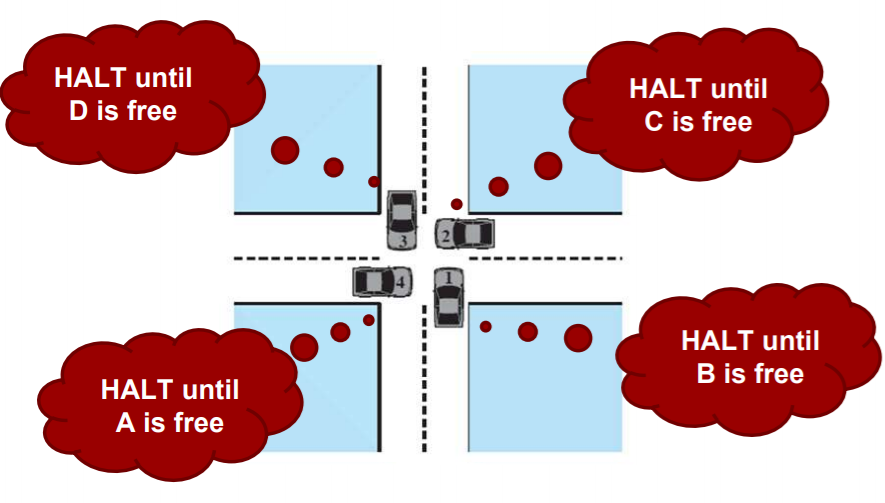 HALT until
D is free
HALT until
C is free
3
2
4
1
HALT until
A is free
HALT until
B is free